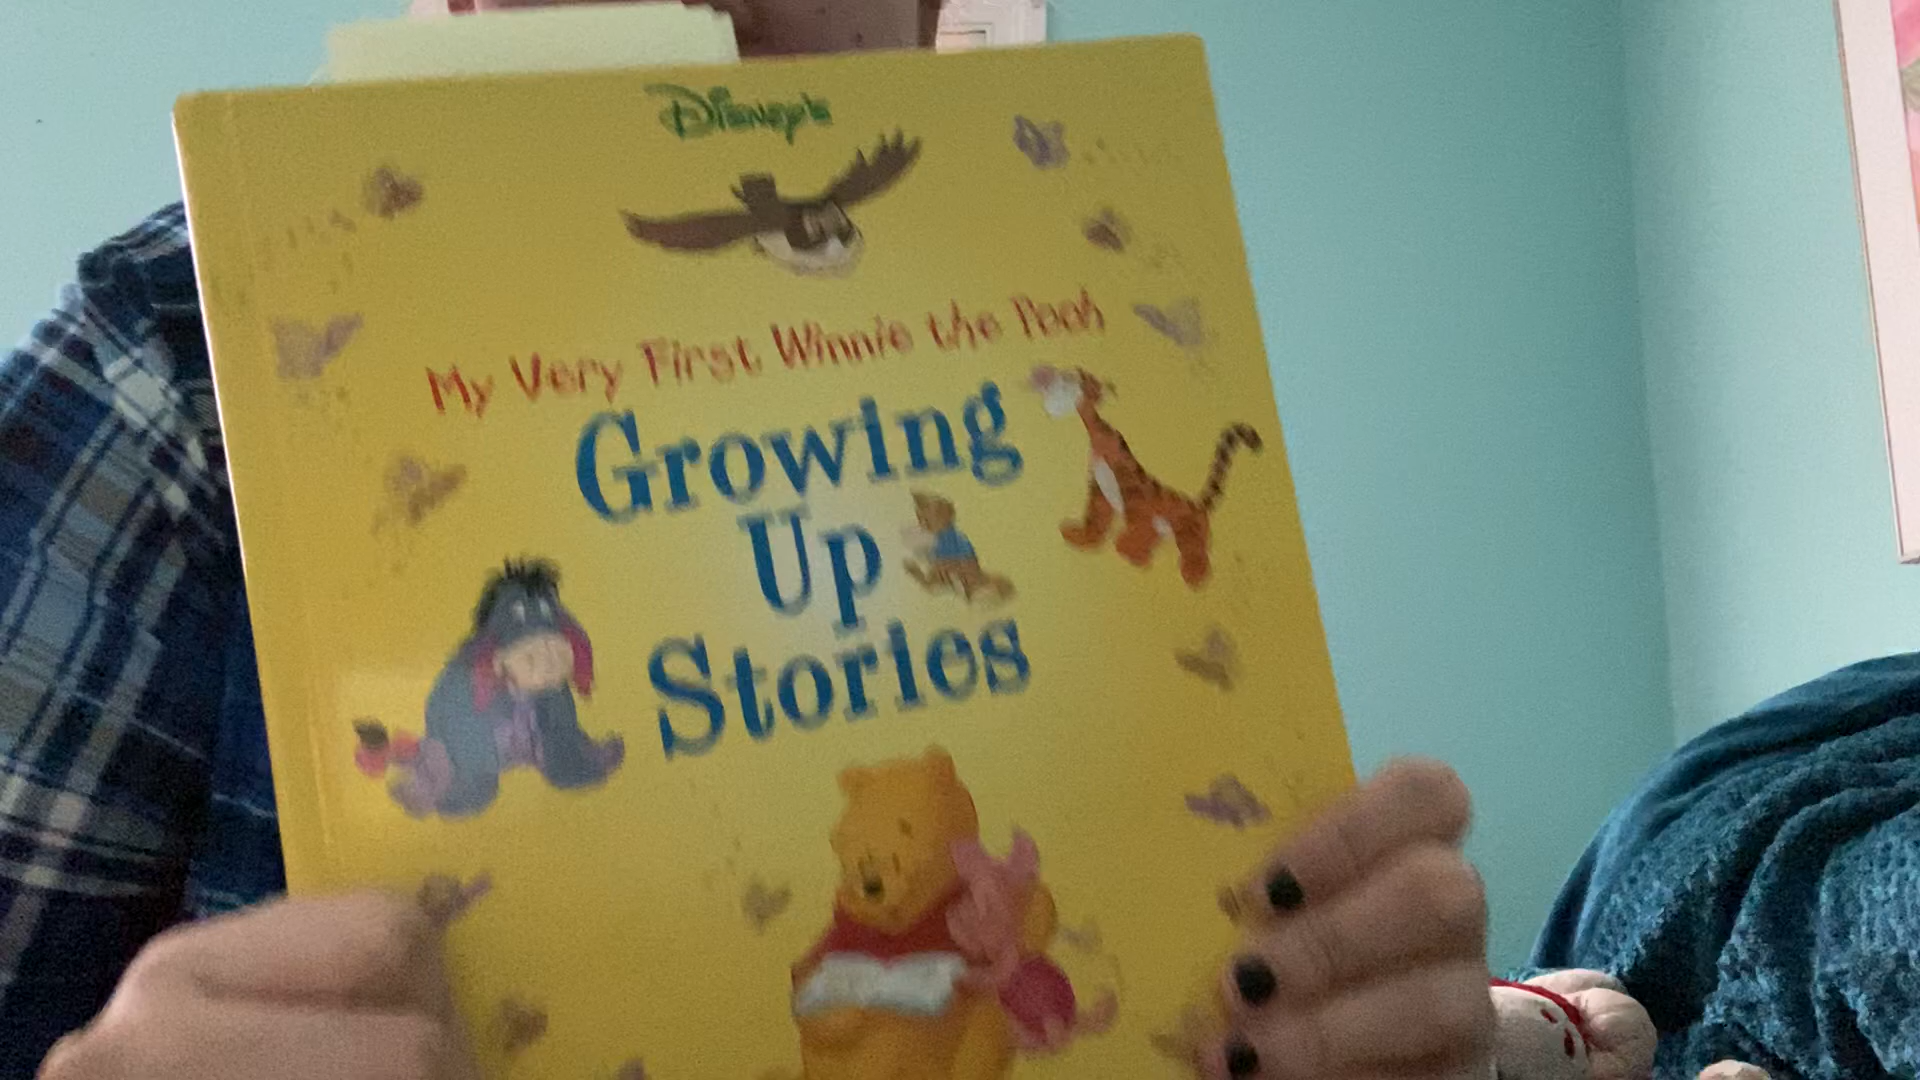 Disney's
My Very First Winnie the Pooh
Growing
Up
Stories